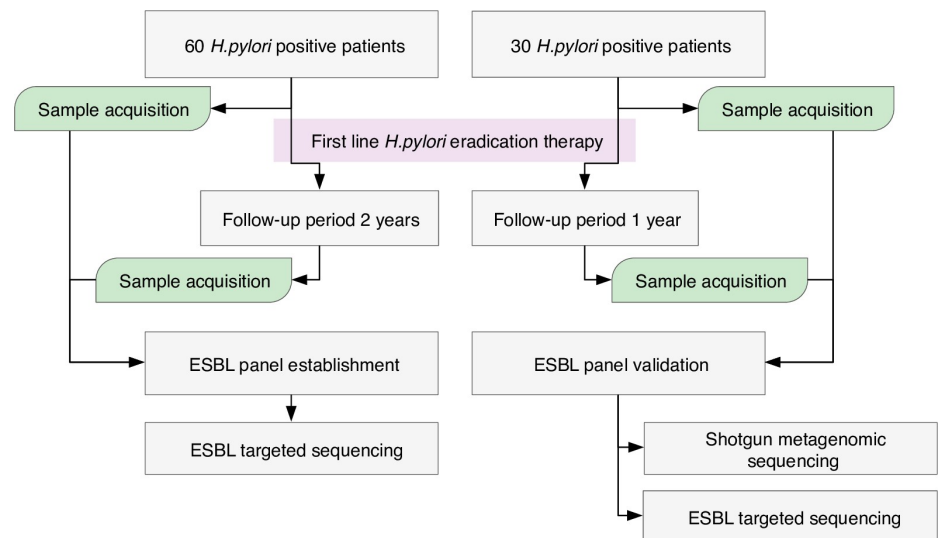 60 H.pylori positive patients
30 H.pylori positive patients
Sample acquisition
Sample acquisition
First line H.pylori eradication therapy
Follow-up period 2 years
Follow-up period 1 year
Sample acquisition
Sample acquisition
ESBL panel establishment
ESBL panel validation
ESBL targeted sequencing
Shotgun metagenomic
sequencing
ESBL targeted sequencing